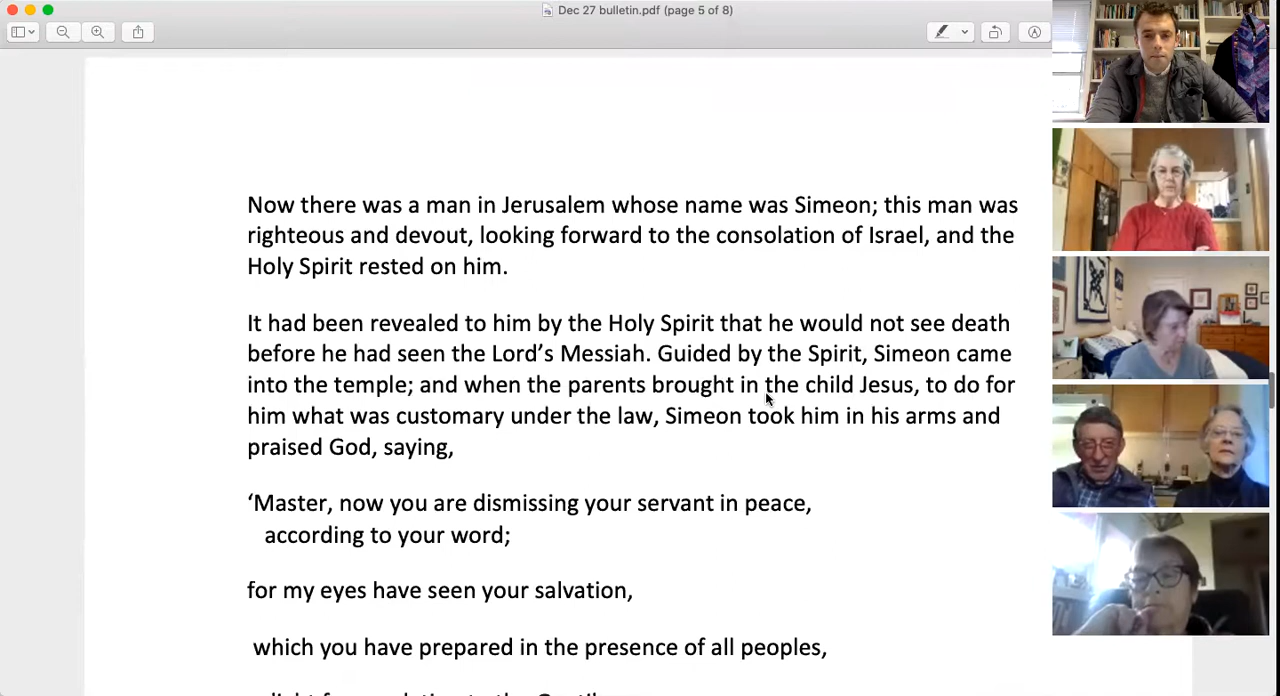 Dec 27 bulletin.pdf (page 5 of 8)
Now there was a man in Jerusalem whose name was Simeon; this man was
righteous and devout, looking forward to the consolation of Israel, and the
Holy Spirit rested on him.
It had been revealed to him by the Holy Spirit that he would not see death
before he had seen the Lord’s Messiah. Guided by the Spirit, Simeon came
into the temple; and when the parents brought in the child Jesus, to do for
him what was customary under the law, Simeon took him in his arms and
praised God, saying,
‘Master, now you are dismissing your servant in peace,
according to your word;
for my eyes have seen your salvation,
which you have prepared in the presence of all peoples,